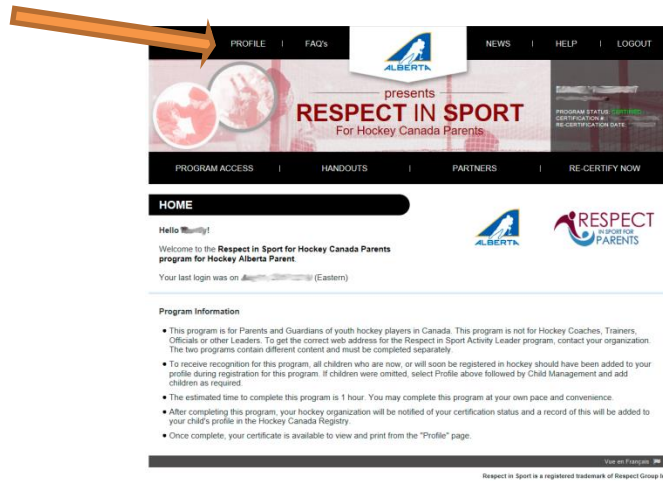 PROFILE | FAQ's NEWS | HELP | LOGOUT
ALBERTA
presents
RESPECT IN SPORT
For Hockey Canada Parents
PROGRAM STATUS: CERTIFIED
CERTIFICATION #:
RE-CERTIFICATION DATE:
PROGRAM ACCESS | HANDOUTS | PARTNERS | RE-CERTIFY NOW
HOME
Hello !
Welcome to the Respect in Sport for Hockey Canada Parents
program for Hockey Alberta Parent.
Your last login was on (Eastern)
ALBERTA
RESPECT
IN SPORT FOR
PARENTS
Program Information
• This program is for Parents and Guardians of youth hockey players in Canada. This program is not for Hockey Coaches, Trainers,
Officials or other Leaders. To get the correct web address for the Respect in Sport Activity Leader program, contact your organization.
The two programs contain different content and must be completed separately.
• To receive recognition for this program, all children who are now, or will soon be registered in hockey should have been added to your
profile during registration for this program. If children were omitted, select Profile above followed by Child Management and add
children as required.
• The estimated time to complete this program is 1 hour. You may complete this program at your own pace and convenience.
• After completing this program, your hockey organization will be notified of your certification status and a record of this will be added to
your child's profile in the Hockey Canada Registry.
• Once complete, your certificate is available to view and print from the "Profile" page.
Vue en Français
Respect in Sport is a registered trademark of Respect Group